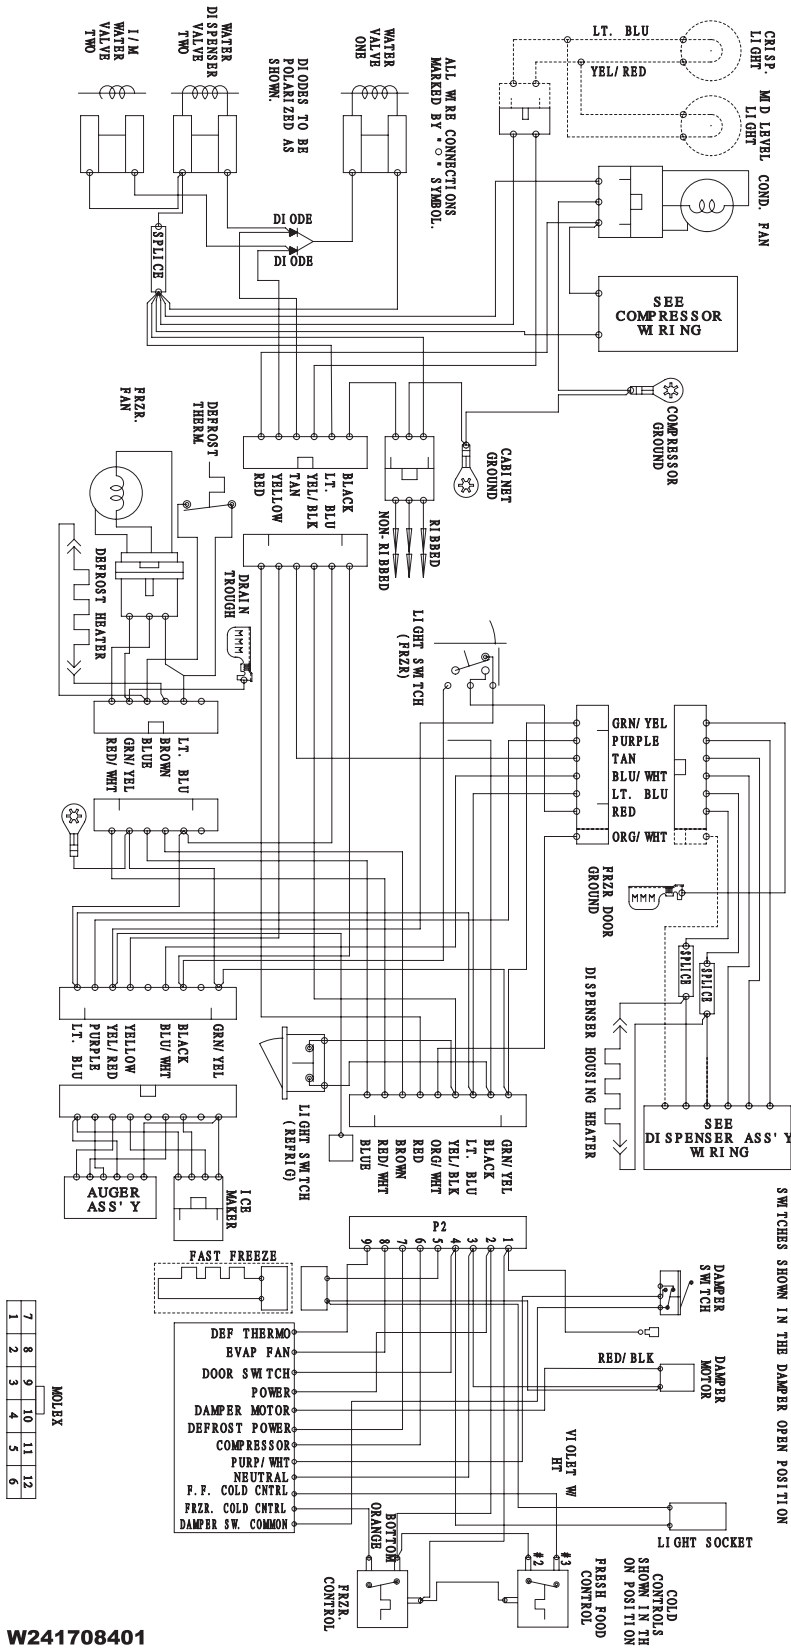 I/M
WATER
VALVE
TWO
WATER
DISPENSER
VALVE
TWO
DIODES TO BE
POLARIZED AS
SHOWN.
WATER
VALVE
ONE
ALL WIRE CONNECTIONS
MARKED BY "O" SYMBOL.
LT. BLU
YEL/RED
CRISP.
LIGHT
MID LEVEL
LIGHT
COND. FAN
DIODE
DIODE
SPLICE
SEE
COMPRESSOR
WIRING
COMPRESSOR
GROUND
CABINET
GROUND
FRZR.
FAN
DEFROST
THERM.
RED
YELLOW
TAN
YEL/BLK
LT. BLU
BLACK
NON-RIBBED
RIBBED
DEFROST HEATER
DRAIN
TROUGH
LIGHT SWITCH
(FRZR)
RED/WHT
GRN/YEL
BLUE
BROWN
LT. BLU
GRN/YEL
PURPLE
TAN
BLU/WHT
LT. BLU
RED
ORG/WHT
FRZR DOOR
GROUND
SPLICE
SPLICE
DISPENSER HOUSING HEATER
LT. BLU
PURPLE
YEL/RED
YELLOW
BLU/WHT
BLACK
GRN/YEL
LIGHT SWITCH
(REFRIG)
BLUE
RED/WHT
BROWN
RED
ORG/WHT
YEL/BLK
LT. BLU
BLACK
GRN/YEL
SEE
DISPENSER ASS'Y
WIRING
AUGER
ASS'Y
ICE
MAKER
P2
9 8 7 6 5 4 3 2 1
FAST FREEZE
DEF THERMO
EVAP FAN
DOOR SWITCH
POWER
DAMPER MOTOR
DEFROST POWER
COMPRESSOR
PURP/WHT
NEUTRAL
F.F. COLD CNTRL
FRZR. COLD CNTRL
DAMPER SW. COMMON
DAMPER
SWITCH
RED/BLK
DAMPER
MOTOR
VIOLET W
HT
LIGHT SOCKET
SWITCHES SHOWN IN THE DAMPER OPEN POSITION
MOLEX
7 8 9 10 11 12
1 2 3 4 5 6
BOTTOM
ORANGE
FRZR.
CONTROL
#2
#3
FRESH FOOD
CONTROL
COLD
CONTROLS
SHOWN IN TH
ON POSITION
W241708401